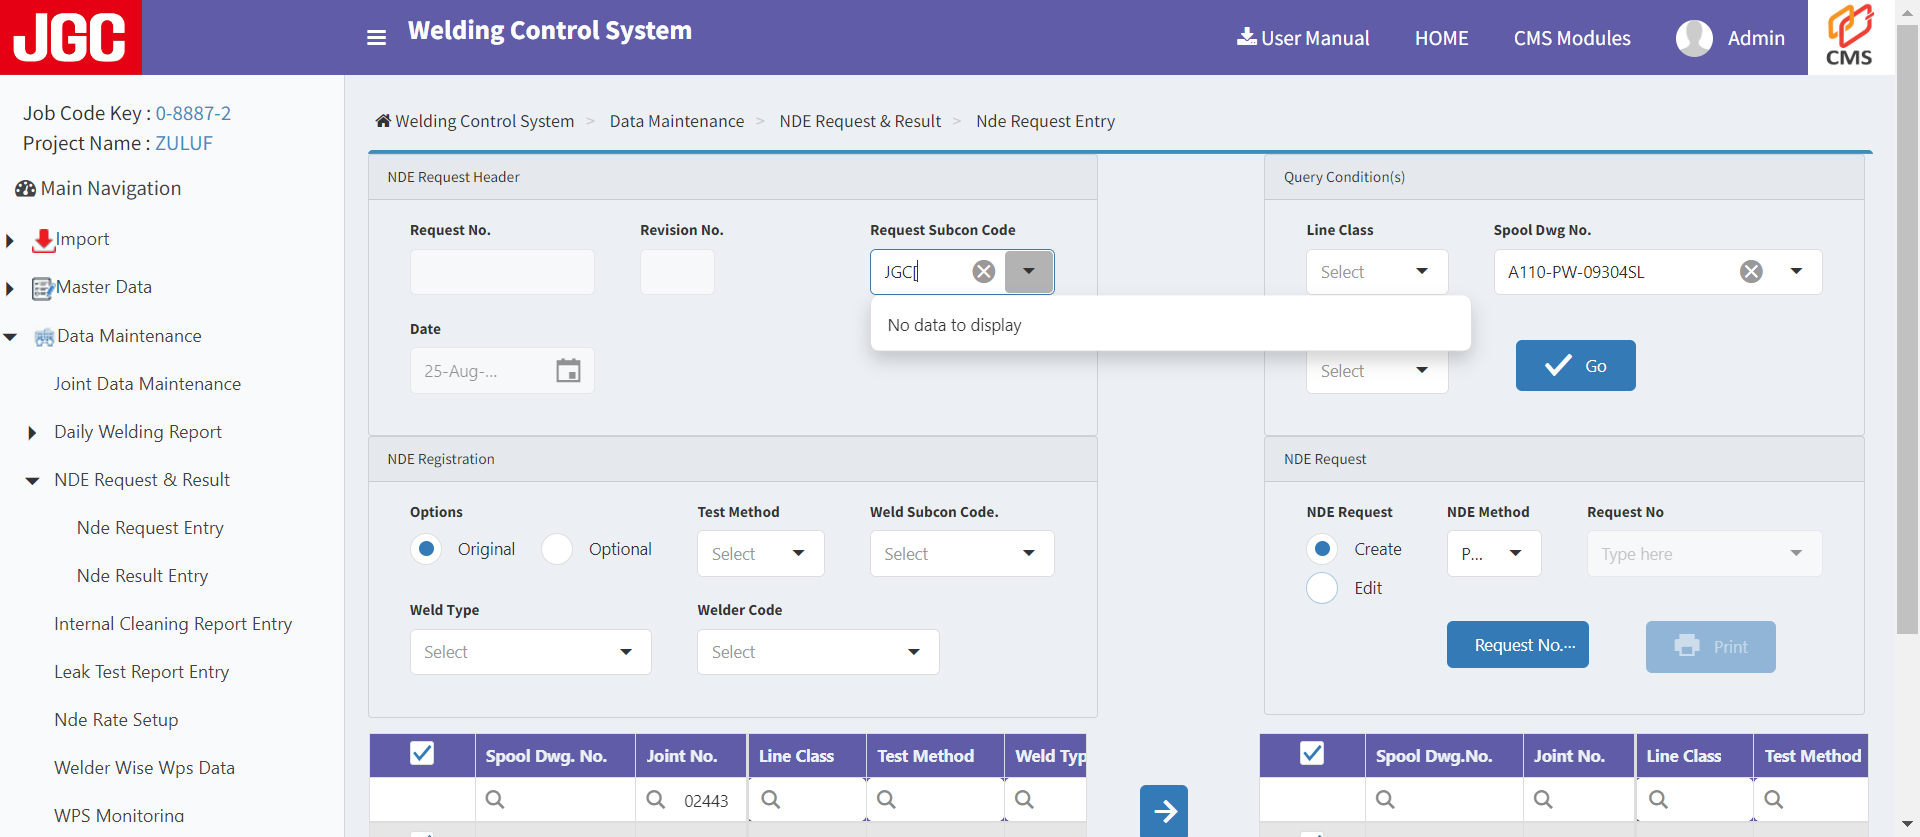 JGC
Welding Control System
User Manual
HOME
CMS Modules
Admin
CMS
Job Code Key : 0-8887-2
Project Name : ZULUF
Main Navigation
Import
Master Data
Data Maintenance
Joint Data Maintenance
Daily Welding Report
NDE Request & Result
Nde Request Entry
Nde Result Entry
Internal Cleaning Report Entry
Leak Test Report Entry
Nde Rate Setup
Welder Wise Wps Data
WPS Monitoring
Welding Control System > Data Maintenance > NDE Request & Result > Nde Request Entry
NDE Request Header
Request No.
Revision No.
Request Subcon Code
JGC[
No data to display
Date
25-Aug-...
Query Condition(s)
Line Class
Spool Dwg No.
Select
A110-PW-09304SL
Select
Go
NDE Registration
Options
Test Method
Weld Subcon Code.
Original
Optional
Select
Select
Weld Type
Welder Code
Select
Select
NDE Request
NDE Request
NDE Method
Request No
Create
P...
Type here
Edit
Request No....
Print
Spool Dwg. No.
Joint No.
Line Class
Test Method
Weld Typ
02443
Spool Dwg.No.
Joint No.
Line Class
Test Method